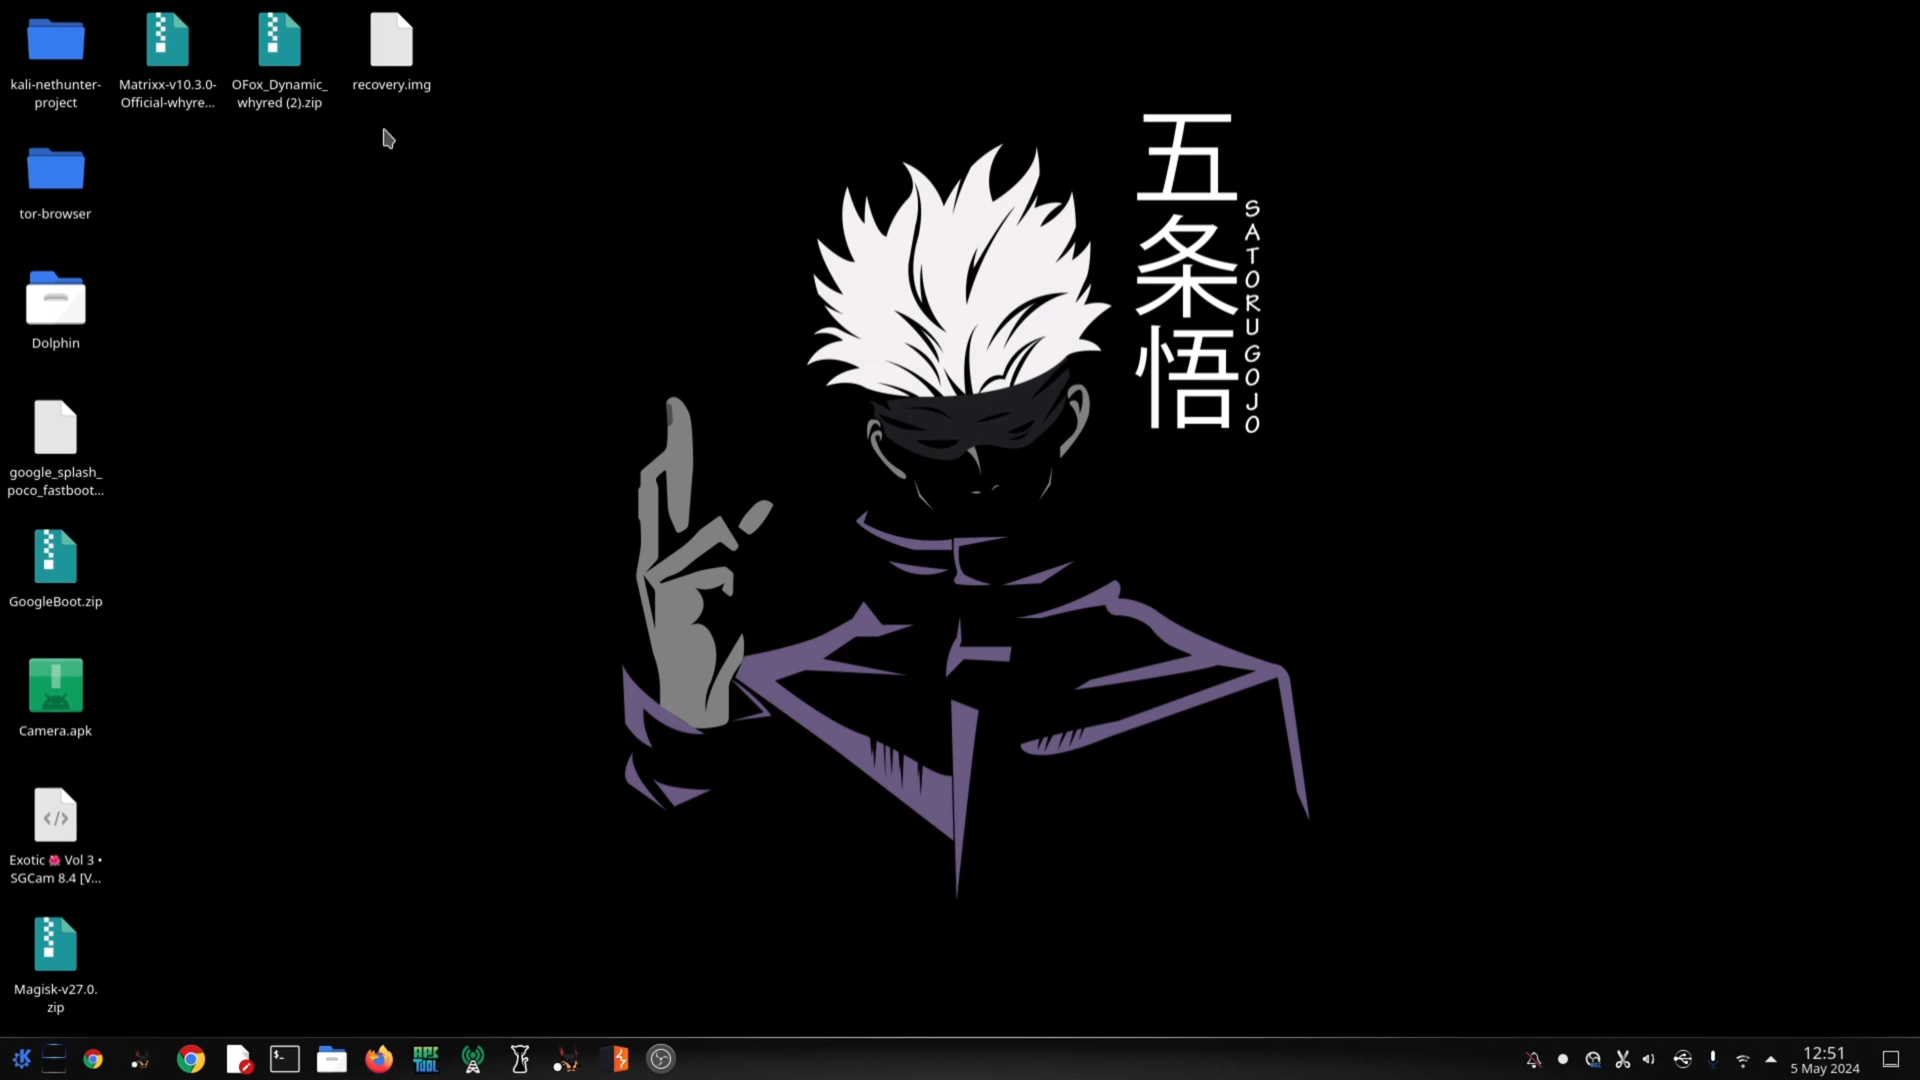 kali-nethunter-
project
Matrixx-v10.3.0-
Official-whyre...
OFox_Dynamic_
whyred (2).zip
recovery.img
tor-browser
Dolphin
google_splash_
poco_fastboot...
GoogleBoot.zip
Camera.apk
Exotic 🌺 Vol 3 •
SGCam 8.4 [V...
Magisk-v27.0.
zip
五条悟
SATORU GOJO
APK
TOOL
12:51
5 May 2024